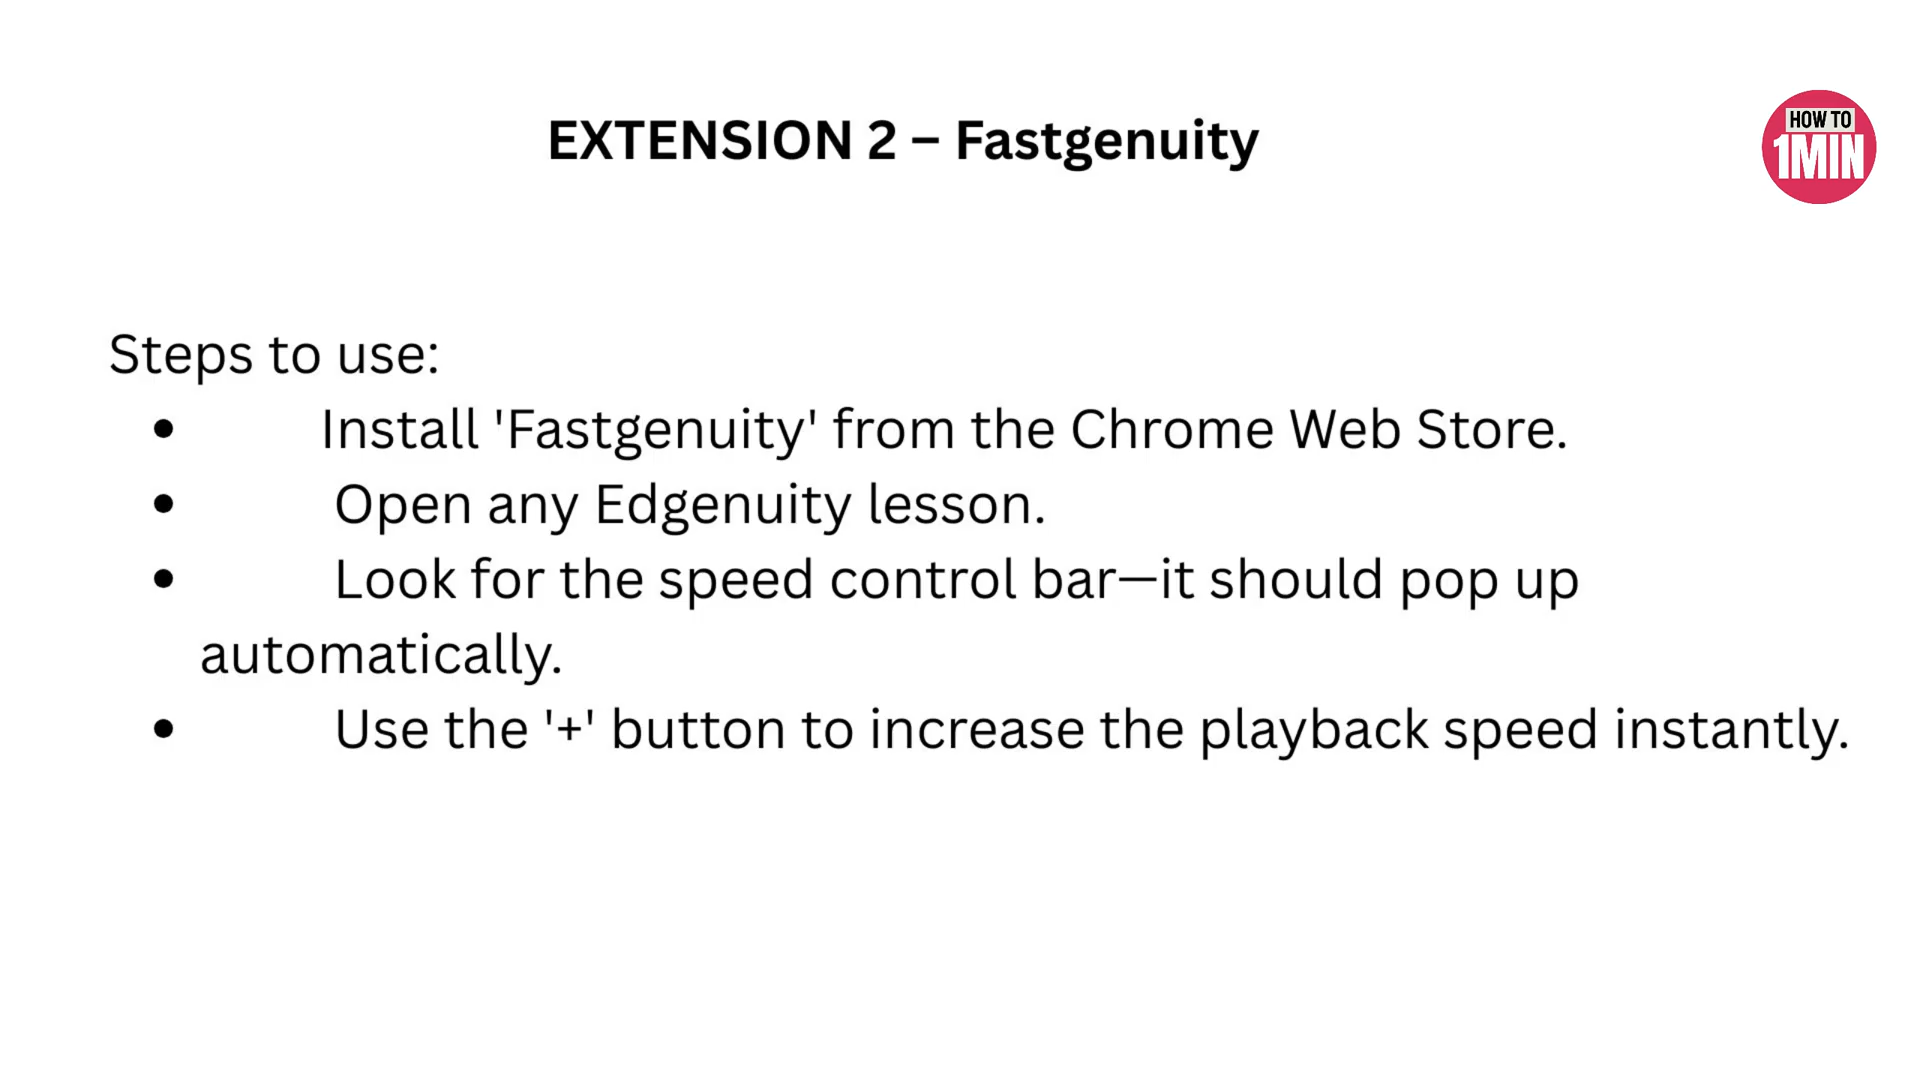 EXTENSION 2 – Fastgenuity
HOW TO
1MIN
Steps to use:
• Install 'Fastgenuity' from the Chrome Web Store.
• Open any Edgenuity lesson.
• Look for the speed control bar—it should pop up
automatically.
• Use the '+' button to increase the playback speed instantly.